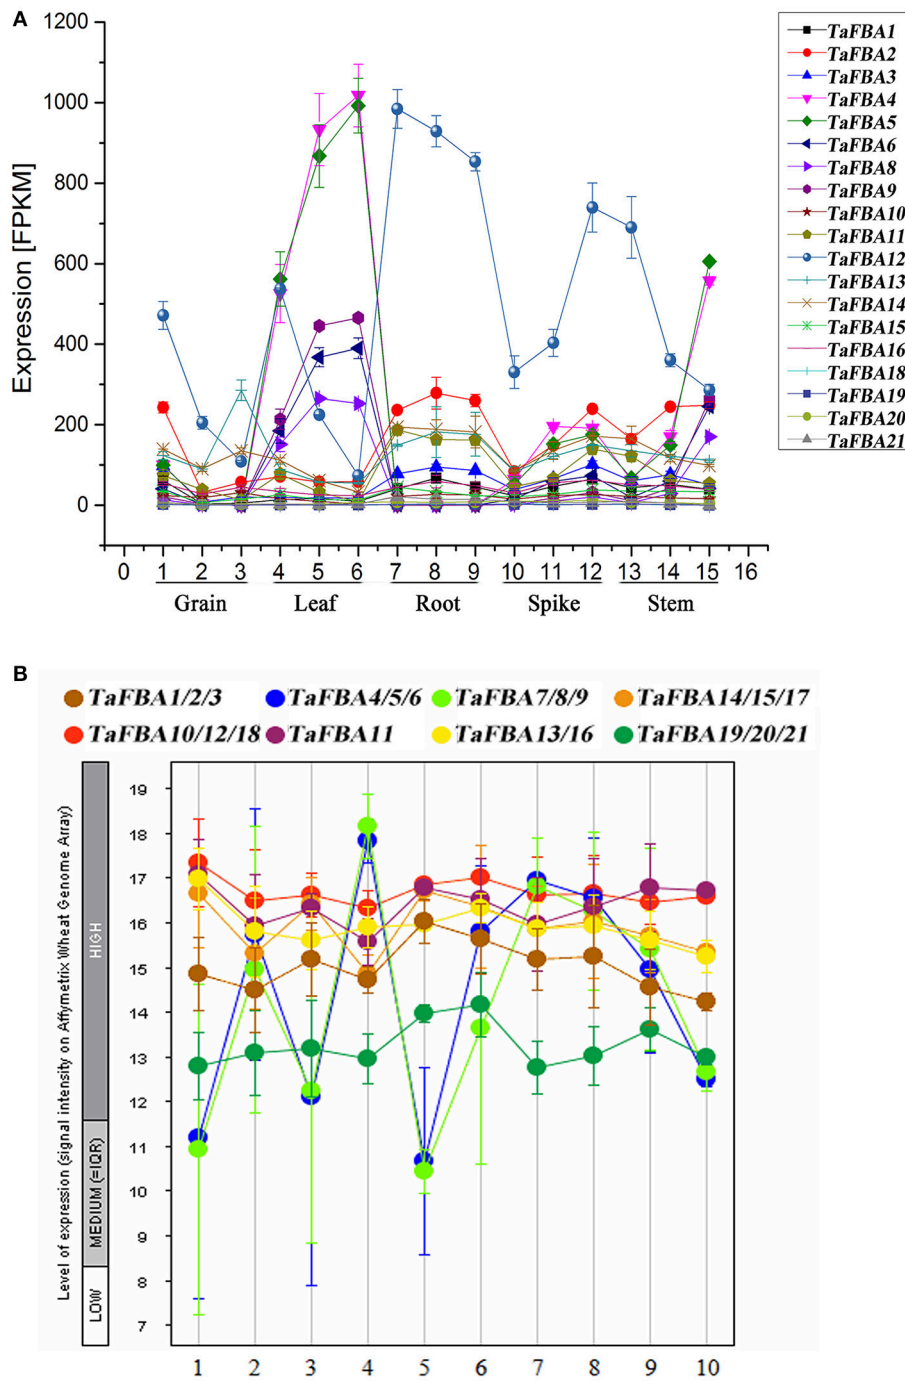 A
1200
1000
800
600
400
200
0
Expression [FPKM]
0 1 2 3 4 5 6 7 8 9 10 11 12 13 14 15 16
Grain Leaf Root Spike Stem
TaFBA1
TaFBA2
TaFBA3
TaFBA4
TaFBA5
TaFBA6
TaFBA8
TaFBA9
TaFBA10
TaFBA11
TaFBA12
TaFBA13
TaFBA14
TaFBA15
TaFBA16
TaFBA18
TaFBA19
TaFBA20
TaFBA21
B
TaFBA1/2/3 TaFBA4/5/6 TaFBA7/8/9 TaFBA14/15/17
TaFBA10/12/18 TaFBA11 TaFBA13/16 TaFBA19/20/21
Level of expression (signal intensity on Affymetrix Wheat Genome Array)
HIGH
MEDIUM (=IQR)
LOW
19
18
17
16
15
14
13
12
11
10
9
8
7
1 2 3 4 5 6 7 8 9 10